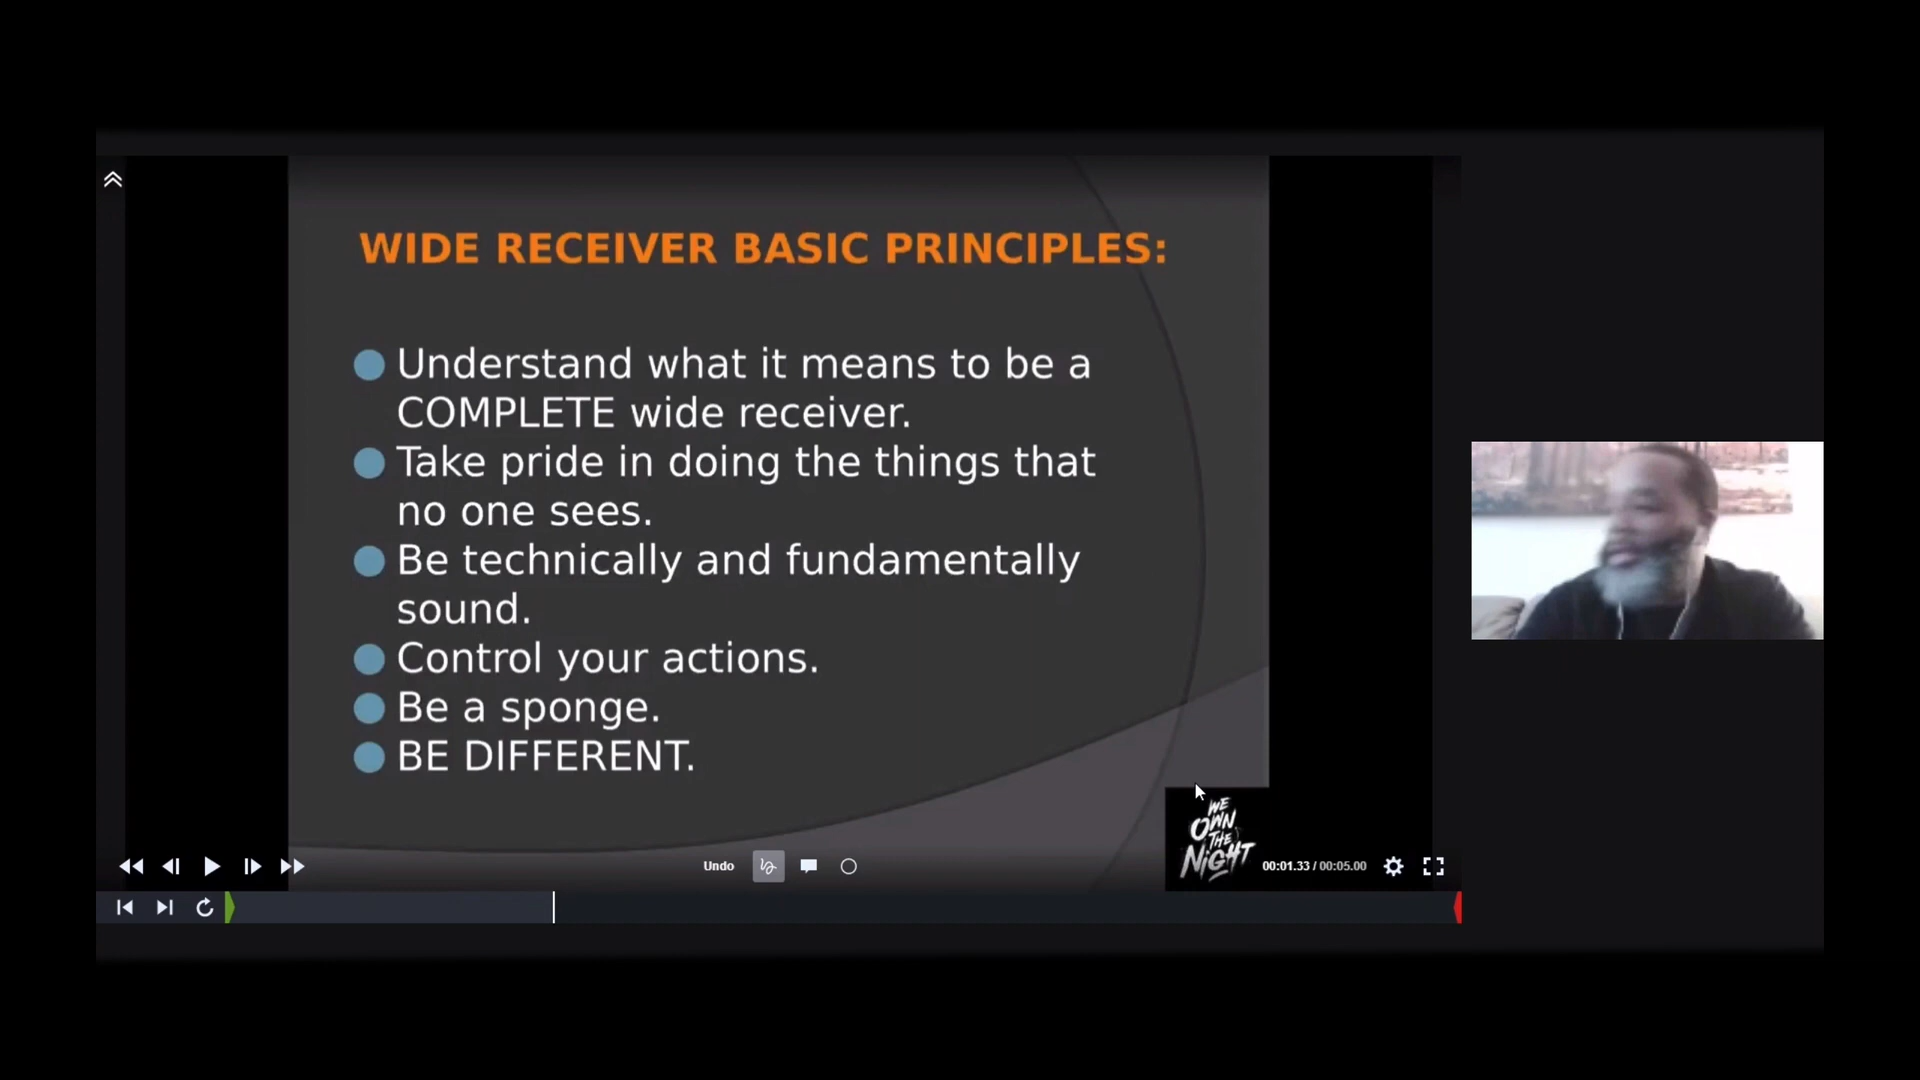 WIDE RECEIVER BASIC PRINCIPLES:
Understand what it means to be a
COMPLETE wide receiver.
Take pride in doing the things that
no one sees.
Be technically and fundamentally
sound.
Control your actions.
Be a sponge.
BE DIFFERENT.
WE
OWN
THE
NiGHT
Undo
00:01.33 / 00:05.00